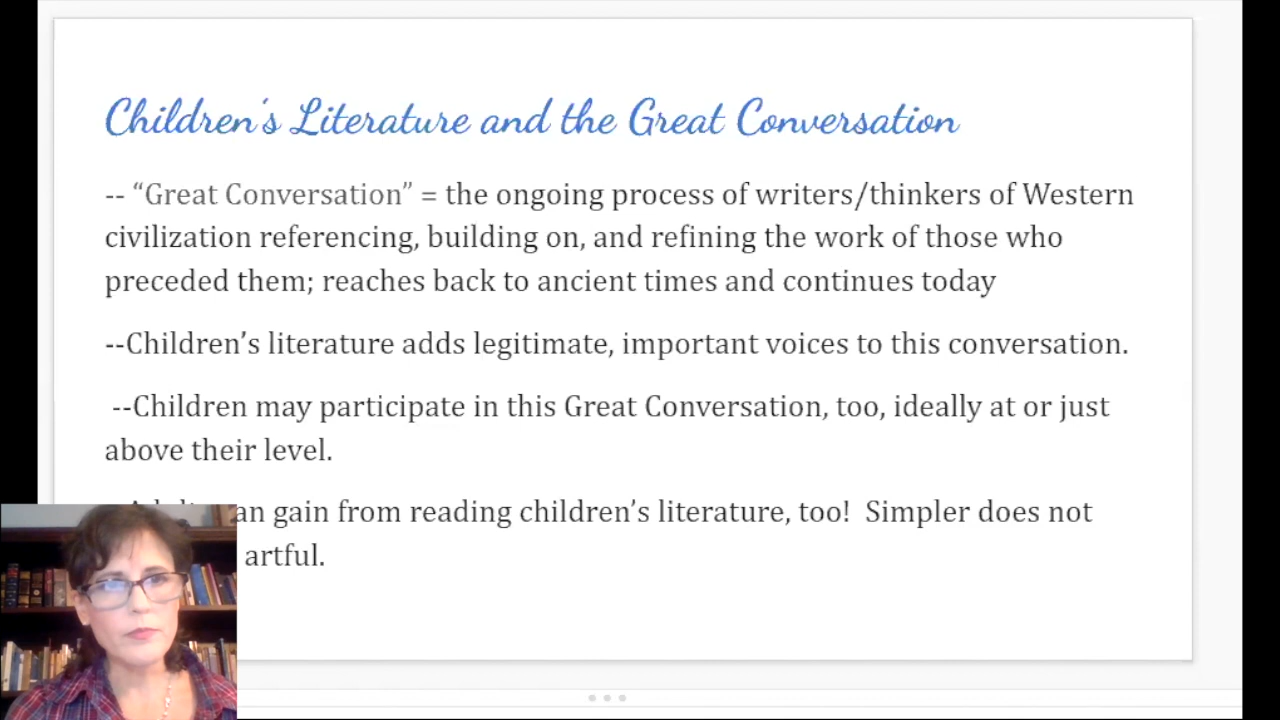 Children's Literature and the Great Conversation
-- “Great Conversation” = the ongoing process of writers/thinkers of Western
civilization referencing, building on, and refining the work of those who
preceded them; reaches back to ancient times and continues today
--Children’s literature adds legitimate, important voices to this conversation.
--Children may participate in this Great Conversation, too, ideally at or just
above their level.
gain from reading children’s literature, too! Simpler does not
artful.